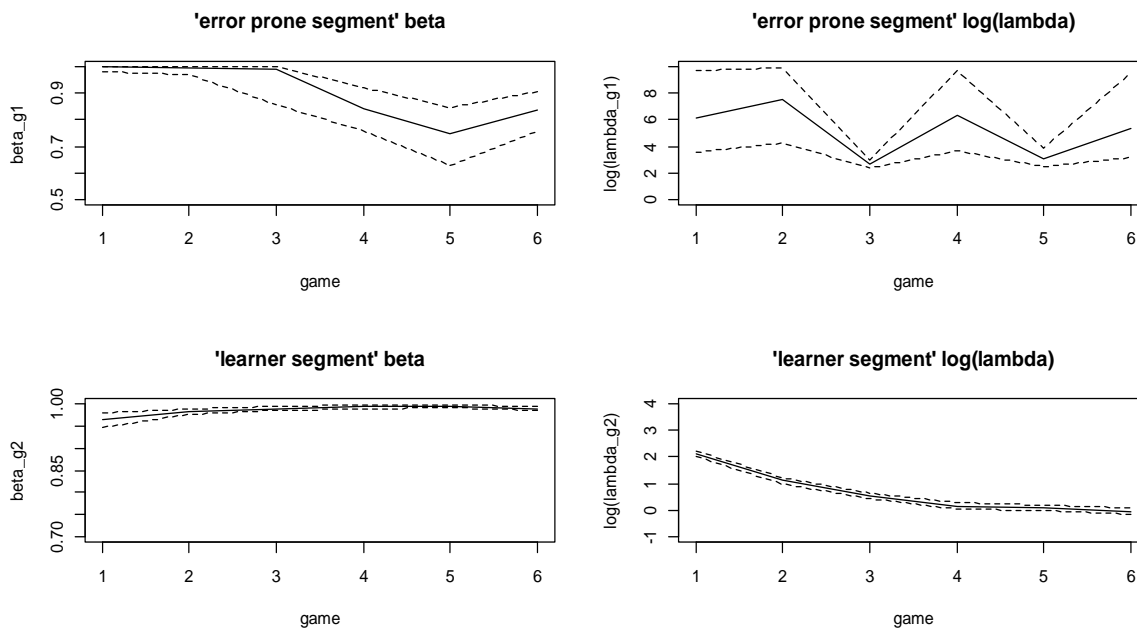 'error prone segment' beta
beta_g1
0.5
0.7
0.9
1 2 3 4 5 6
game
'error prone segment' log(lambda)
log(lambda_g1)
0 2 4 6 8
1 2 3 4 5 6
game
'learner segment' beta
beta_g2
0.70
0.85
1.00
1 2 3 4 5 6
game
'learner segment' log(lambda)
log(lambda_g2)
-1 0 1 2 3 4
1 2 3 4 5 6
game